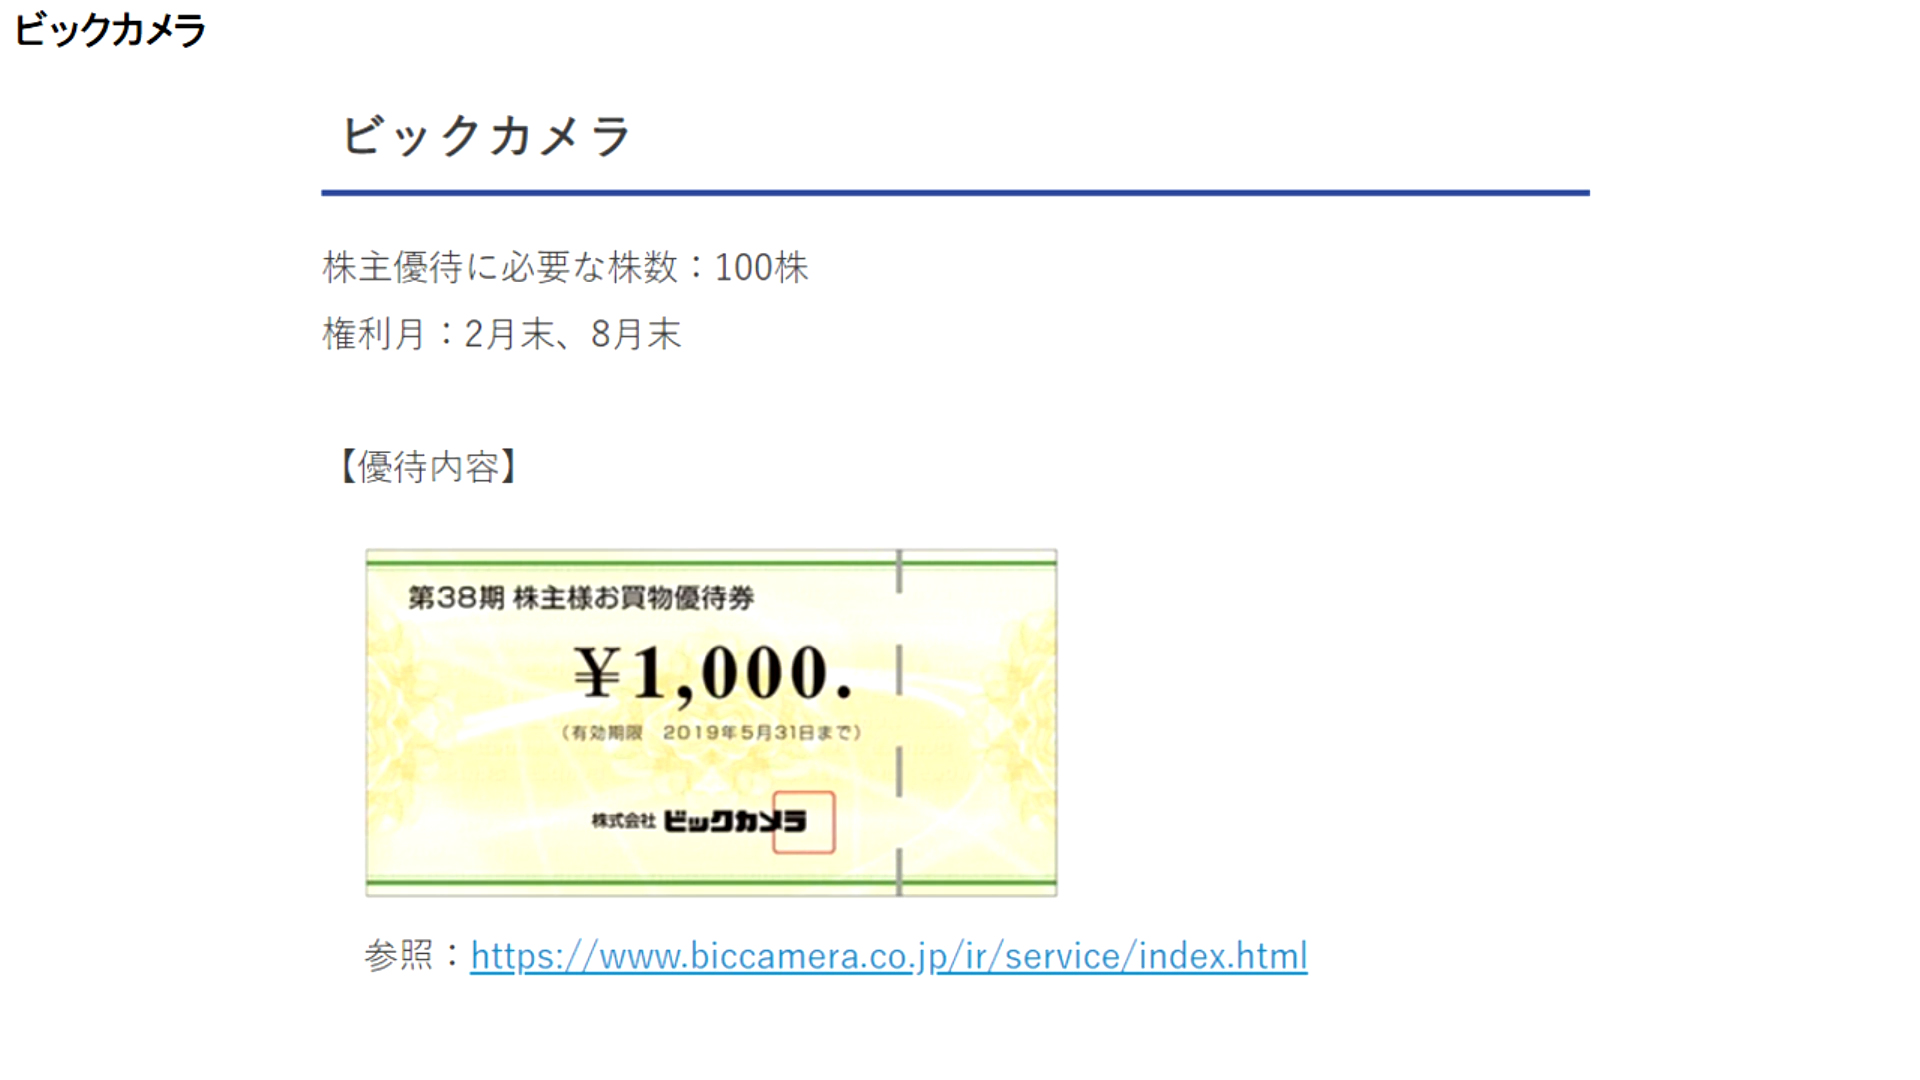 ビックカメラ
ビックカメラ
株主優待に必要な株数：100株
権利月：2月末、8月末
【優待内容】
第38期 株主様お買物優待券
¥1,000.
（有効期限　2019年5月31日まで）
株式会社 ビックカメラ
参照：https://www.biccamera.co.jp/ir/service/index.html